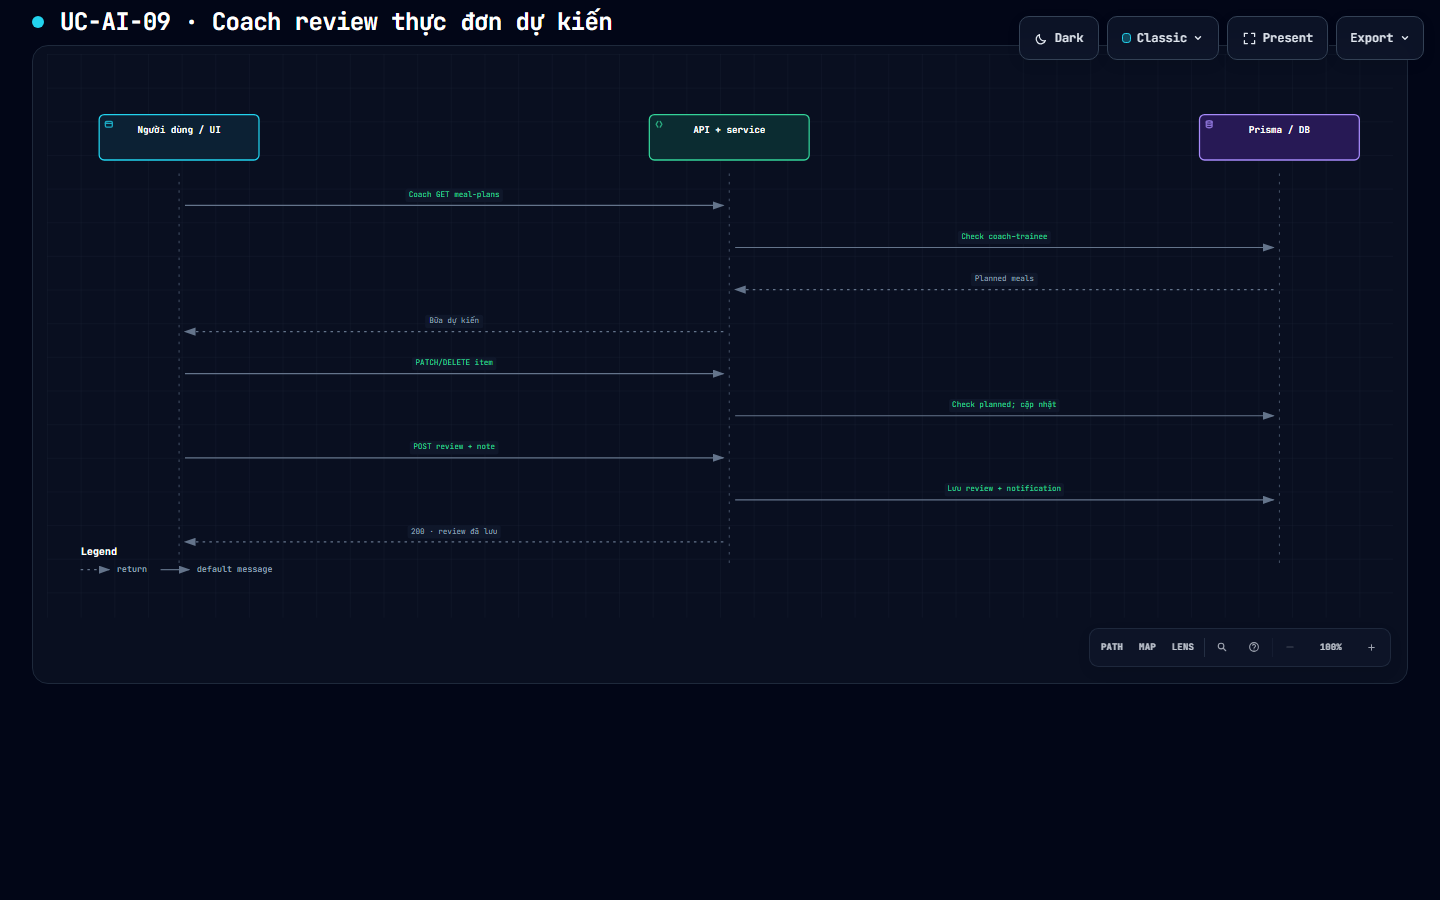 UC-AI-09 · Coach review thực đơn dự kiến
Dark
Classic
Present
Export
Người dùng / UI
API + service
Prisma / DB
Coach GET meal-plans
Check coach-trainee
Planned meals
Bữa dự kiến
PATCH/DELETE item
Check planned; cập nhật
POST review + note
Lưu review + notification
200 · review đã lưu
Legend
return
default message
PATH
MAP
LENS
100%